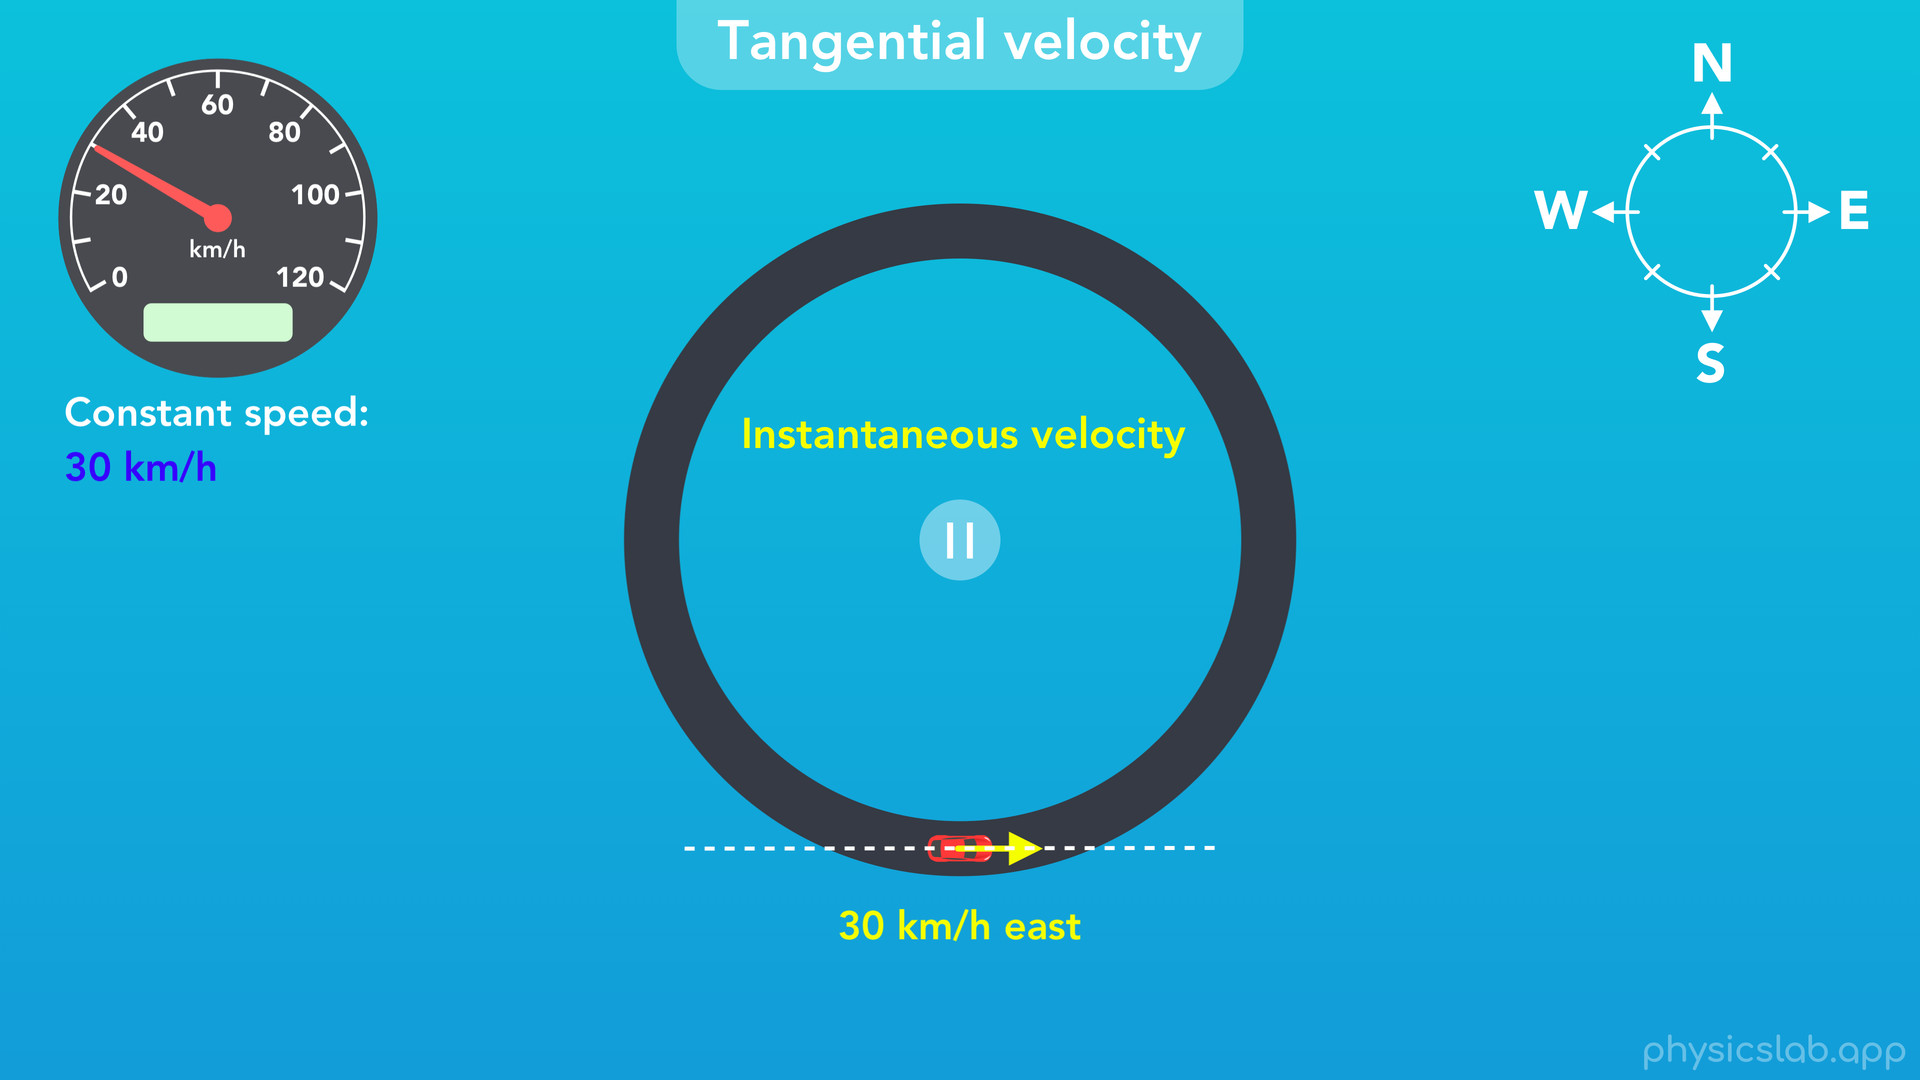 Tangential velocity
0
20
40
60
80
100
120
km/h
Constant speed:
30 km/h
N
W
E
S
Instantaneous velocity
30 km/h east
physicslab.app